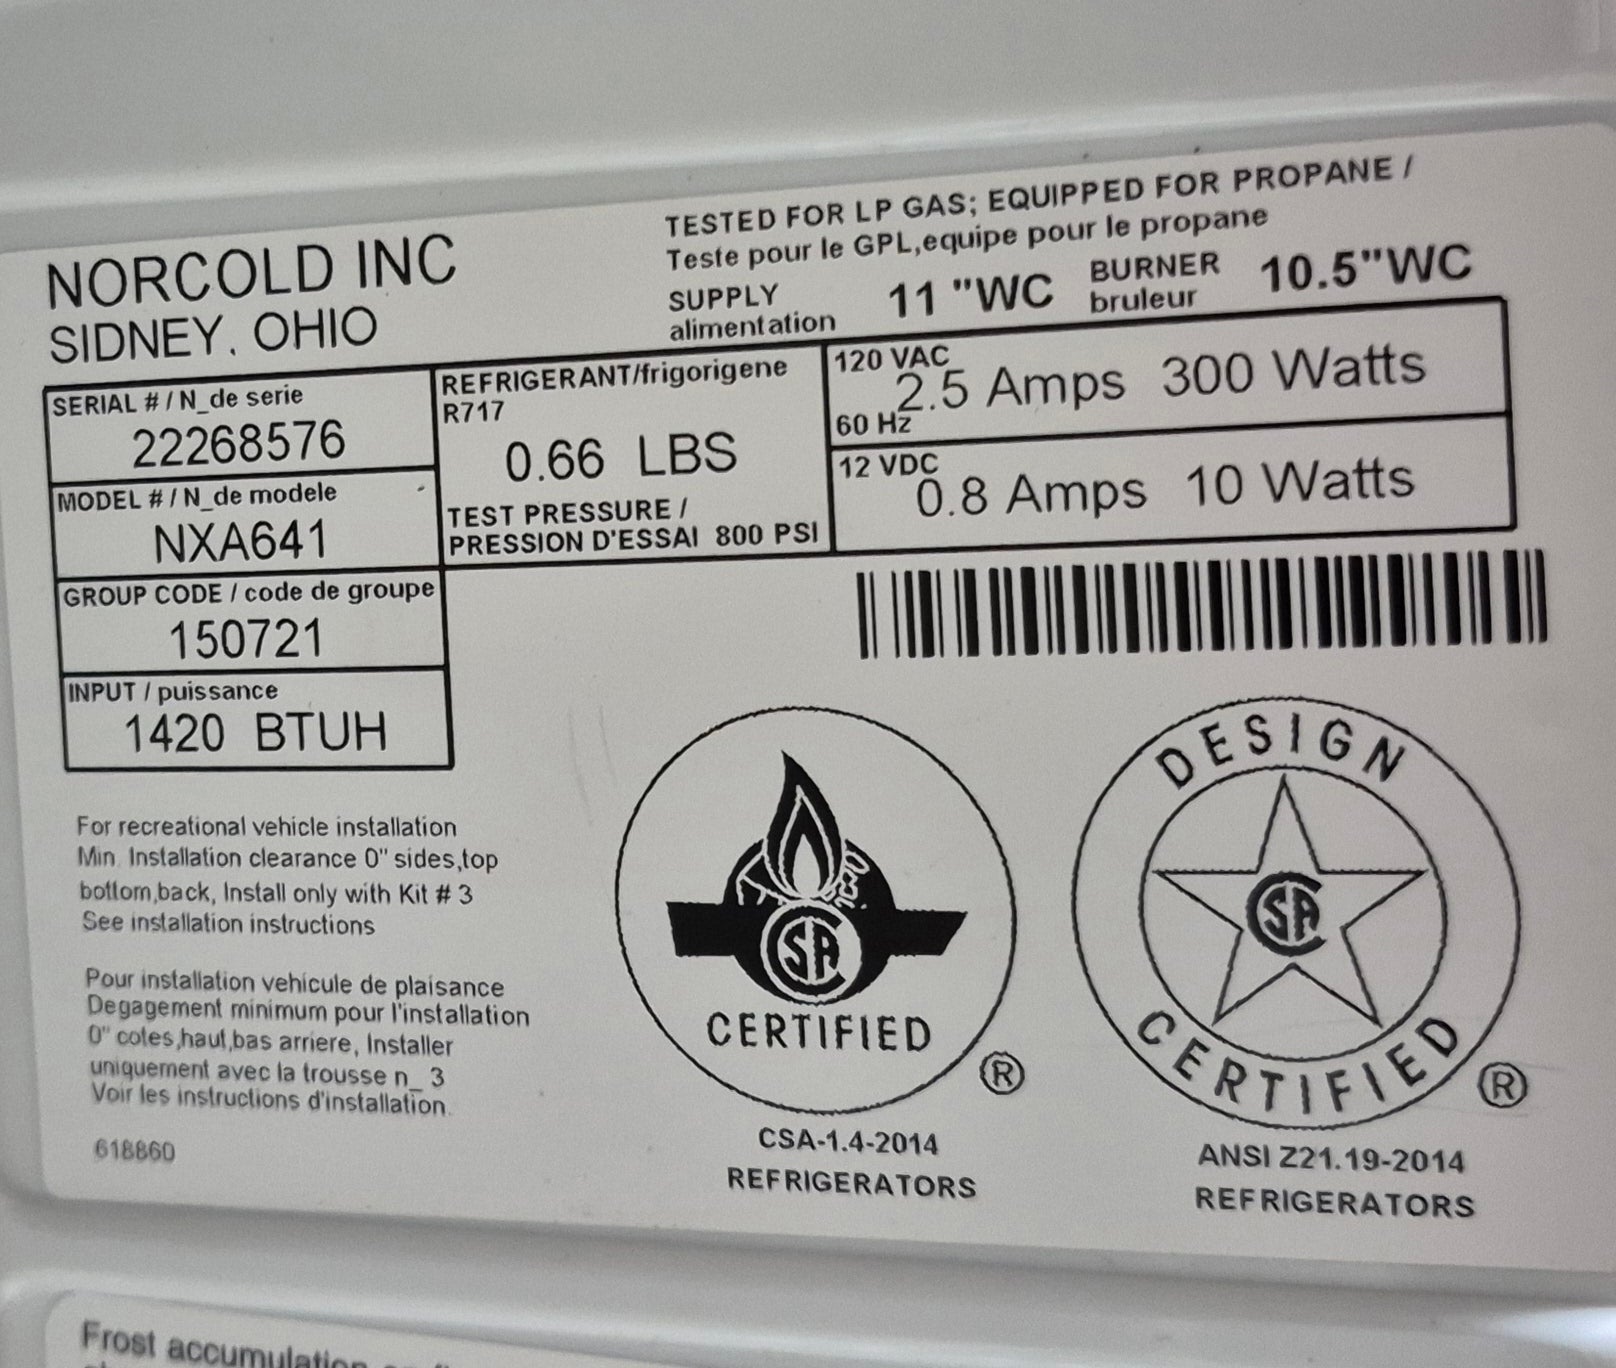 NORCOLD INC
SIDNEY, OHIO
TESTED FOR LP GAS; EQUIPPED FOR PROPANE /
Teste pour le GPL,equipe pour le propane
SUPPLY
alimentation
11 "WC
BURNER
bruleur
10.5"WC
SERIAL # / N_de serie
22268576
MODEL # / N_de modele
NXA641
GROUP CODE / code de groupe
150721
INPUT / puissance
1420 BTUH
REFRIGERANT/frigorigene
R717
0.66 LBS
TEST PRESSURE /
PRESSION D'ESSAI 800 PSI
120 VAC
2.5 Amps 300 Watts
60 Hz
12 VDC
0.8 Amps 10 Watts
For recreational vehicle installation
Min. Installation clearance 0" sides,top
bottom,back, Install only with Kit # 3
See installation instructions
Pour installation vehicule de plaisance
Degagement minimum pour l'installation
0" cotes,haut,bas arriere, Installer
uniquement avec la trousse n_ 3
Voir les instructions d'installation.
618860
CSA
CERTIFIED
®
CSA-1.4-2014
REFRIGERATORS
DESIGN
CSA
CERTIFIED
®
ANSI Z21.19-2014
REFRIGERATORS
Frost accumulation